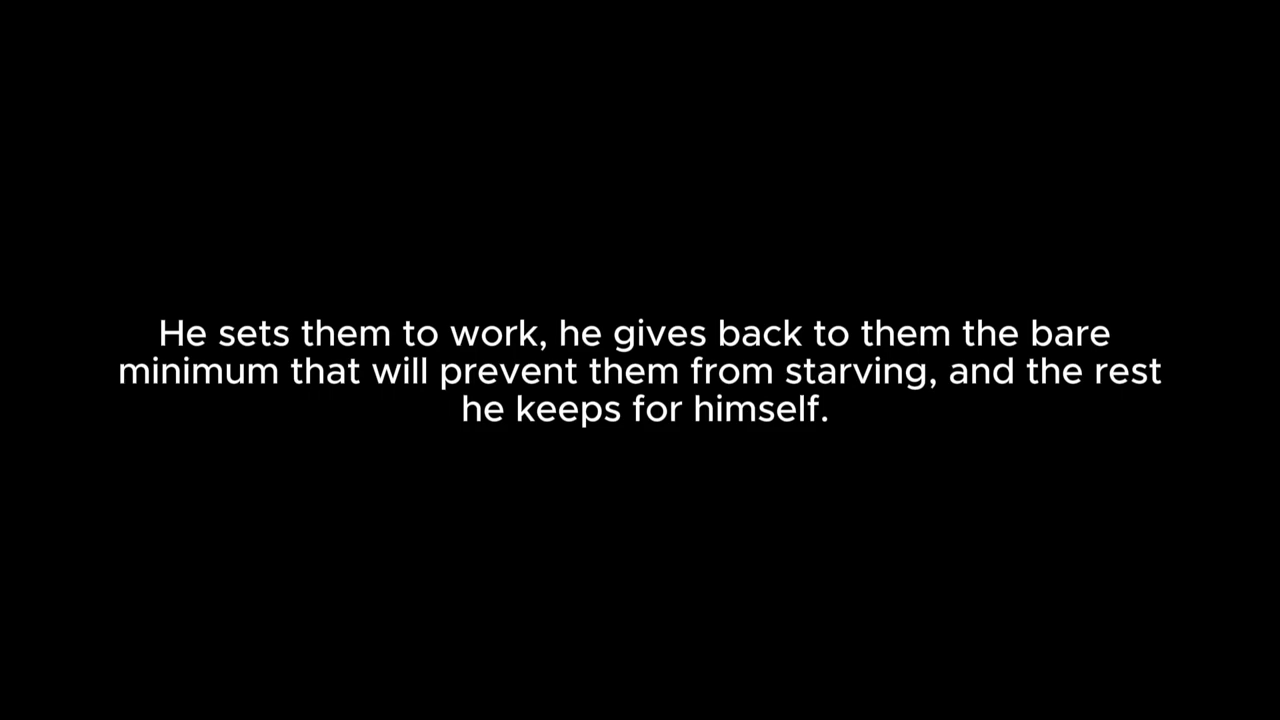 He sets them to work, he gives back to them the bare
minimum that will prevent them from starving, and the rest
he keeps for himself.